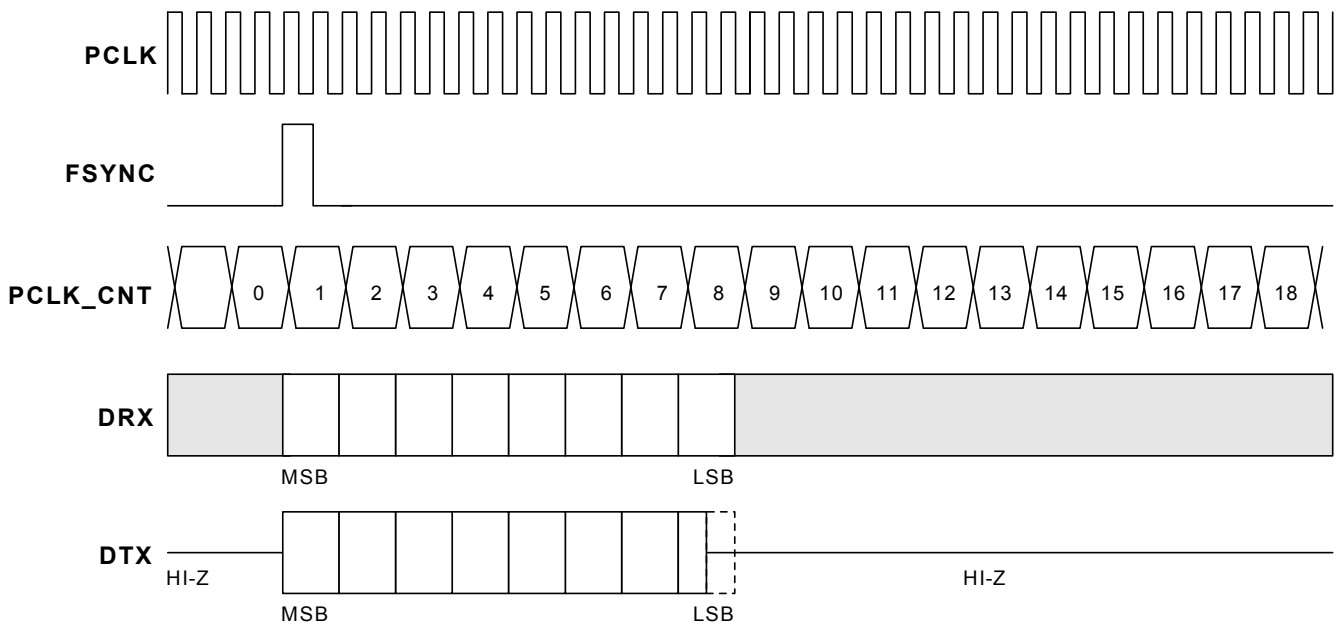 PCLK
FSYNC
PCLK_CNT 0 1 2 3 4 5 6 7 8 9 10 11 12 13 14 15 16 17 18
DRX
MSB LSB
DTX
HI-Z HI-Z
MSB LSB